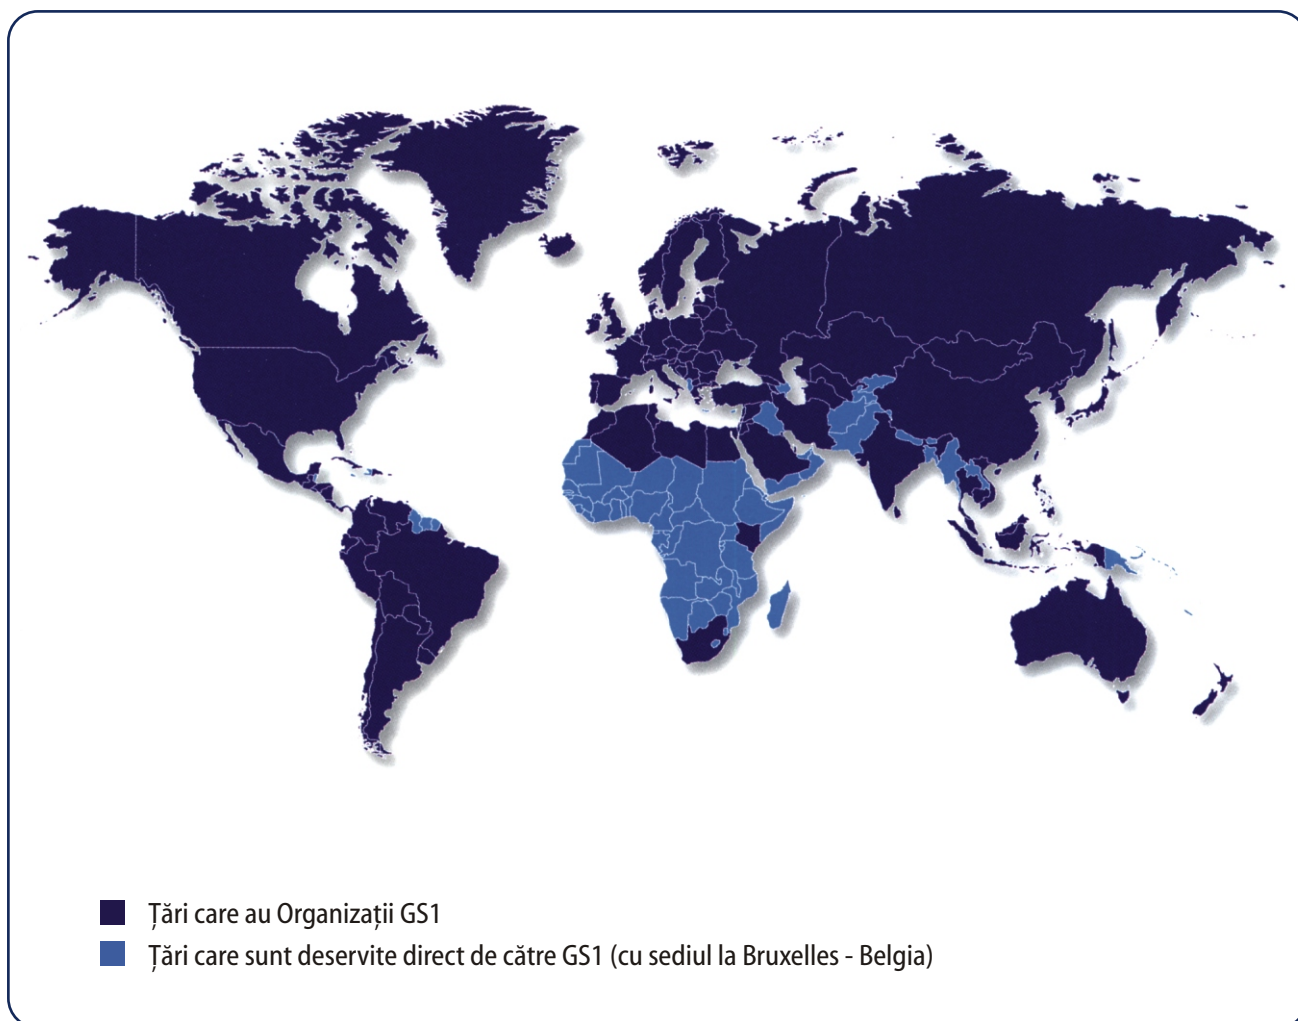 Țări care au Organizații GS1
Țări care sunt deservite direct de către GS1 (cu sediul la Bruxelles - Belgia)